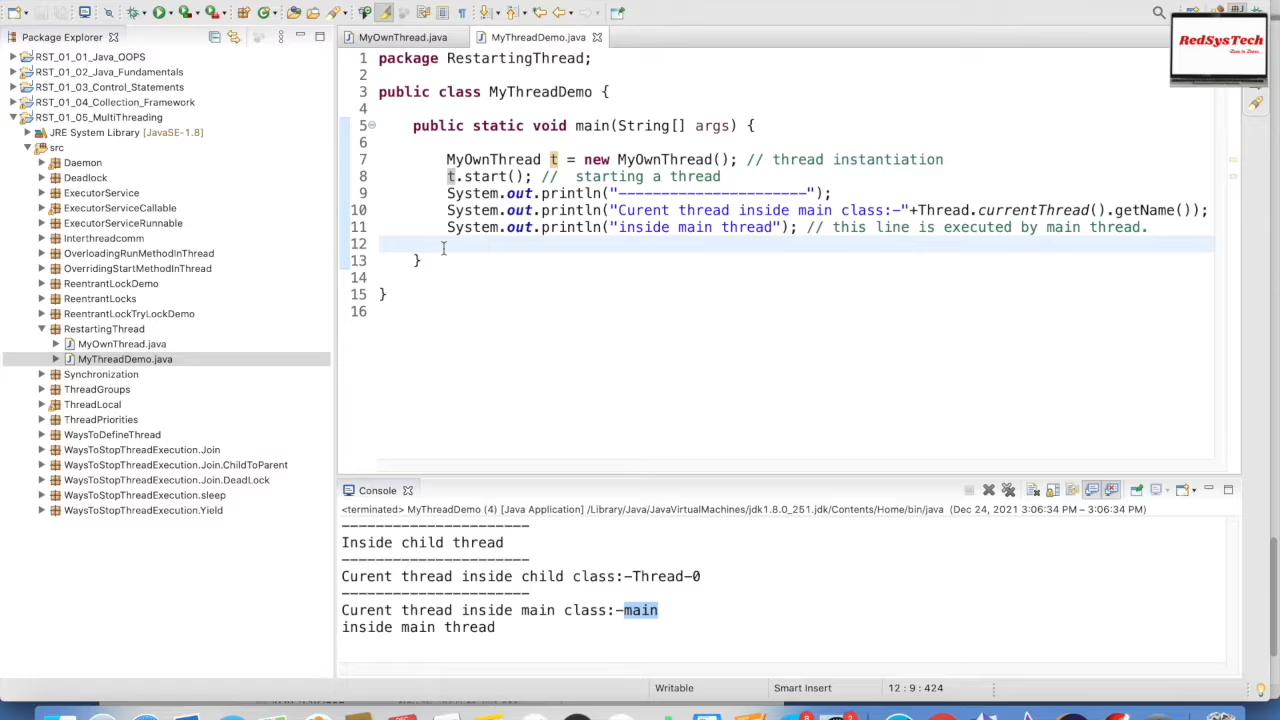 RedSysTech
Package Explorer
MyOwnThread.java
MyThreadDemo.java
RST_01_01_Java_OOPS
RST_01_02_Java_Fundamentals
RST_01_03_Control_Statements
RST_01_04_Collection_Framework
RST_01_05_MultiThreading
JRE System Library [JavaSE-1.8]
src
Daemon
Deadlock
ExecutorService
ExecutorServiceCallable
ExecutorServiceRunnable
Interthreadcomm
OverloadingRunMethodInThread
OverridingStartMethodInThread
ReentrantLockDemo
ReentrantLocks
ReentrantLockTryLockDemo
RestartingThread
MyOwnThread.java
MyThreadDemo.java
Synchronization
ThreadGroups
ThreadLocal
ThreadPriorities
WaysToDefineThread
WaysToStopThreadExecution.Join
WaysToStopThreadExecution.Join.ChildToParent
WaysToStopThreadExecution.Join.DeadLock
WaysToStopThreadExecution.sleep
WaysToStopThreadExecution.Yield
1 package RestartingThread;
2
3 public class MyThreadDemo {
4
5 public static void main(String[] args) {
6
7 MyOwnThread t = new MyOwnThread(); // thread instantiation
8 t.start(); // starting a thread
9 System.out.println("----------------------");
10 System.out.println("Curent thread inside main class:-"+Thread.currentThread().getName());
11 System.out.println("inside main thread"); // this line is executed by main thread.
12
13 }
14
15 }
16
Console
<terminated> MyThreadDemo (4) [Java Application] /Library/Java/JavaVirtualMachines/jdk1.8.0_251.jdk/Contents/Home/bin/java (Dec 24, 2021 3:06:34 PM – 3:06:34 PM)
----------------------
Inside child thread
----------------------
Curent thread inside child class:-Thread-0
----------------------
Curent thread inside main class:-main
inside main thread
Writable
Smart Insert
12 : 9 : 424